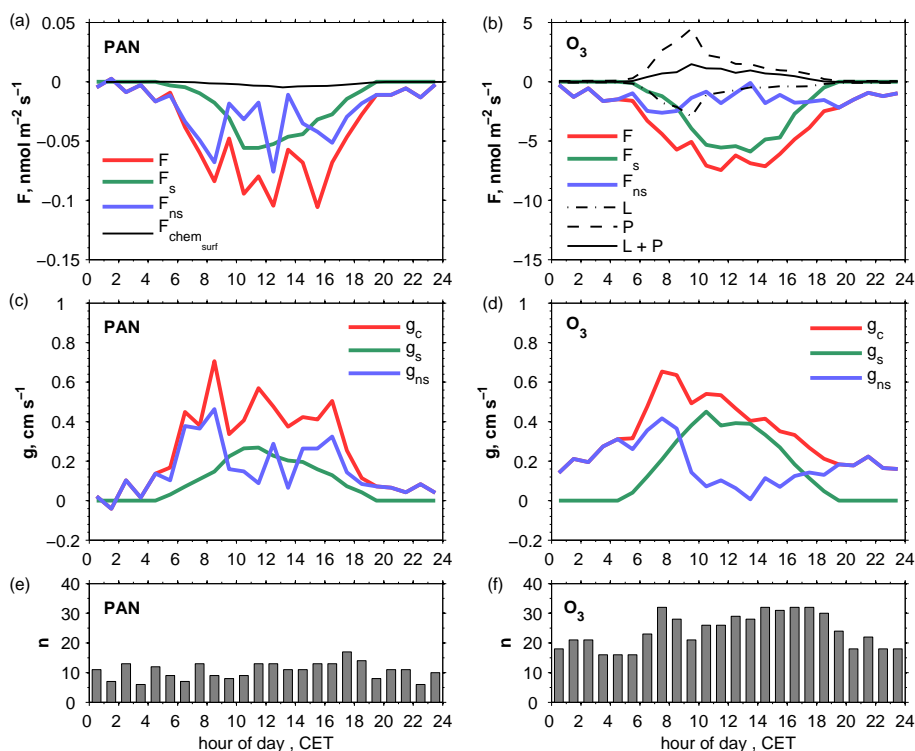 (a)
PAN
0.05
0
−0.05
−0.1
−0.15
F, nmol m⁻² s⁻¹
F
Fₛ
Fₙₛ
F_chem_surf
0 2 4 6 8 10 12 14 16 18 20 22 24
(b)
O₃
5
0
−5
−10
−15
F, nmol m⁻² s⁻¹
F
Fₛ
Fₙₛ
L
P
L + P
0 2 4 6 8 10 12 14 16 18 20 22 24
(c)
PAN
1
0.8
0.6
0.4
0.2
0
−0.2
g, cm s⁻¹
g_c
gₛ
gₙₛ
0 2 4 6 8 10 12 14 16 18 20 22 24
(d)
O₃
1
0.8
0.6
0.4
0.2
0
−0.2
g, cm s⁻¹
g_c
gₛ
gₙₛ
0 2 4 6 8 10 12 14 16 18 20 22 24
(e)
PAN
40
30
20
10
0
n
0 2 4 6 8 10 12 14 16 18 20 22 24
hour of day , CET
(f)
O₃
40
30
20
10
0
n
0 2 4 6 8 10 12 14 16 18 20 22 24
hour of day , CET